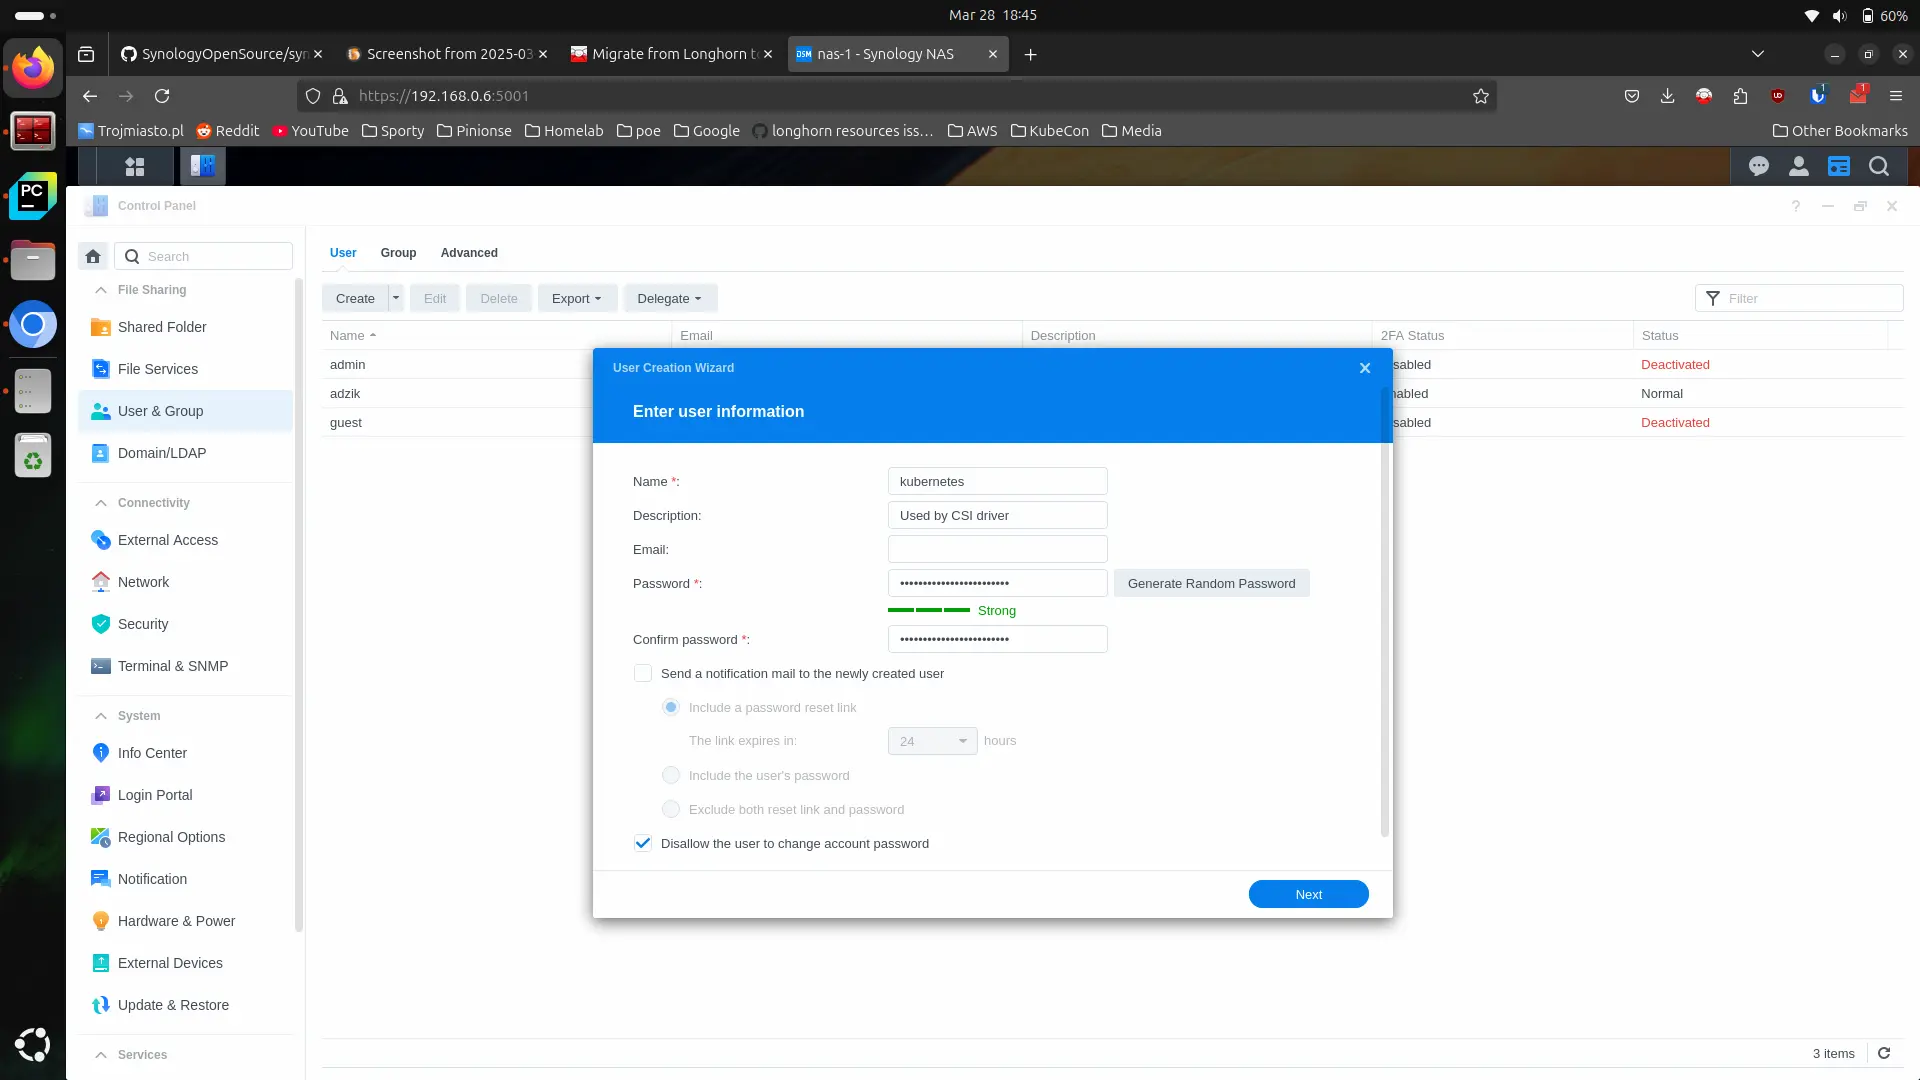 Mar 28 18:45
60%
SynologyOpenSource/syn
Screenshot from 2025-03
Migrate from Longhorn to
DSM nas-1 - Synology NAS
https://192.168.0.6:5001
1
1
Trojmiasto.pl
Reddit
YouTube
Sporty
Pinionse
Homelab
poe
Google
longhorn resources iss…
AWS
KubeCon
Media
Other Bookmarks
PC
Control Panel
Search
File Sharing
Shared Folder
File Services
User & Group
Domain/LDAP
Connectivity
External Access
Network
Security
Terminal & SNMP
System
Info Center
Login Portal
Regional Options
Notification
Hardware & Power
External Devices
Update & Restore
Services
User Group Advanced
Create Edit Delete Export Delegate
Filter
Name Email Description 2FA Status Status
admin sabled Deactivated
adzik nabled Normal
guest sabled Deactivated
User Creation Wizard
Enter user information
Name *: kubernetes
Description: Used by CSI driver
Email:
Password *: •••••••••••••••••••••••• Generate Random Password
Strong
Confirm password *: ••••••••••••••••••••••••
Send a notification mail to the newly created user
Include a password reset link
The link expires in: 24 hours
Include the user's password
Exclude both reset link and password
Disallow the user to change account password
Next
3 items